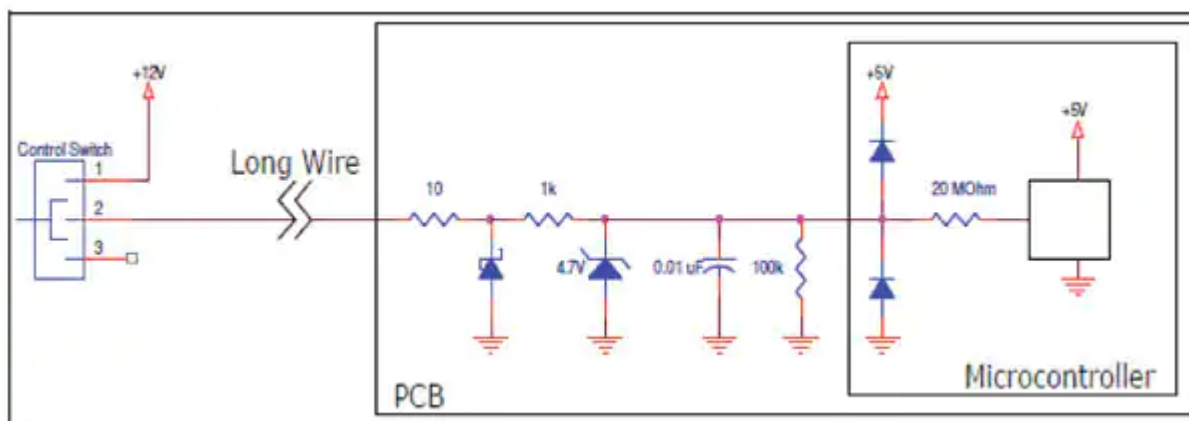 +12V
Control Switch
1
2
3
Long Wire
10
1k
4.7V
0.01 uF
100k
+5V
20 MOhm
+5V
Microcontroller
PCB